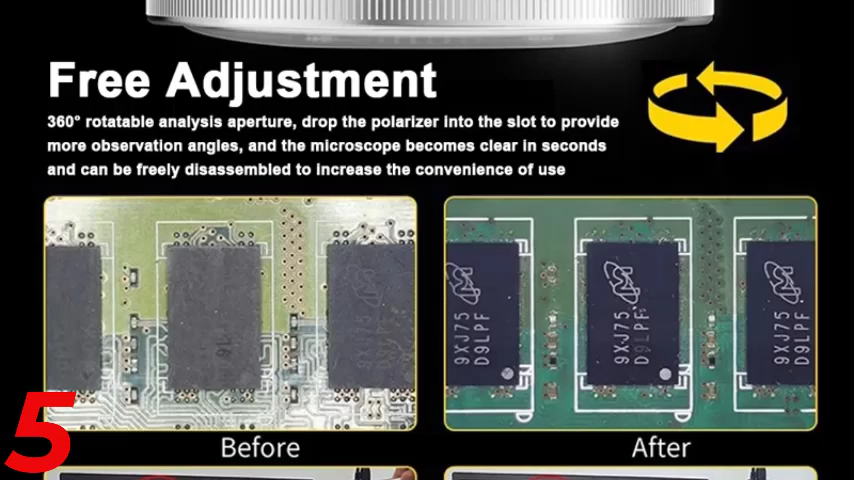 Free Adjustment
360° rotatable analysis aperture, drop the polarizer into the slot to provide
more observation angles, and the microscope becomes clear in seconds
and can be freely disassembled to increase the convenience of use
9XJ75
D9LPF
9XJ75
D9LPF
9XJ75
D9LPF
5
Before
After